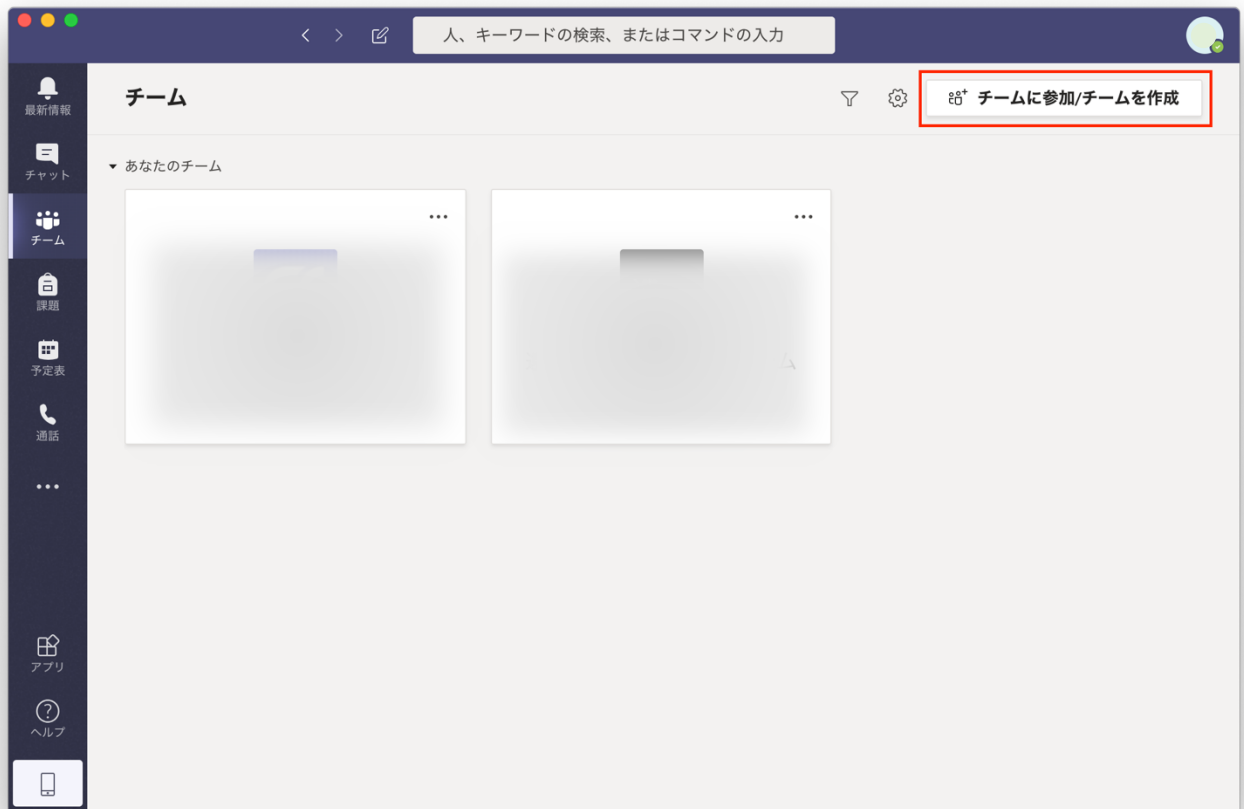 人、キーワードの検索、またはコマンドの入力
最新情報
チャット
チーム
課題
予定表
通話
アプリ
ヘルプ
チーム
チームに参加/チームを作成
あなたのチーム